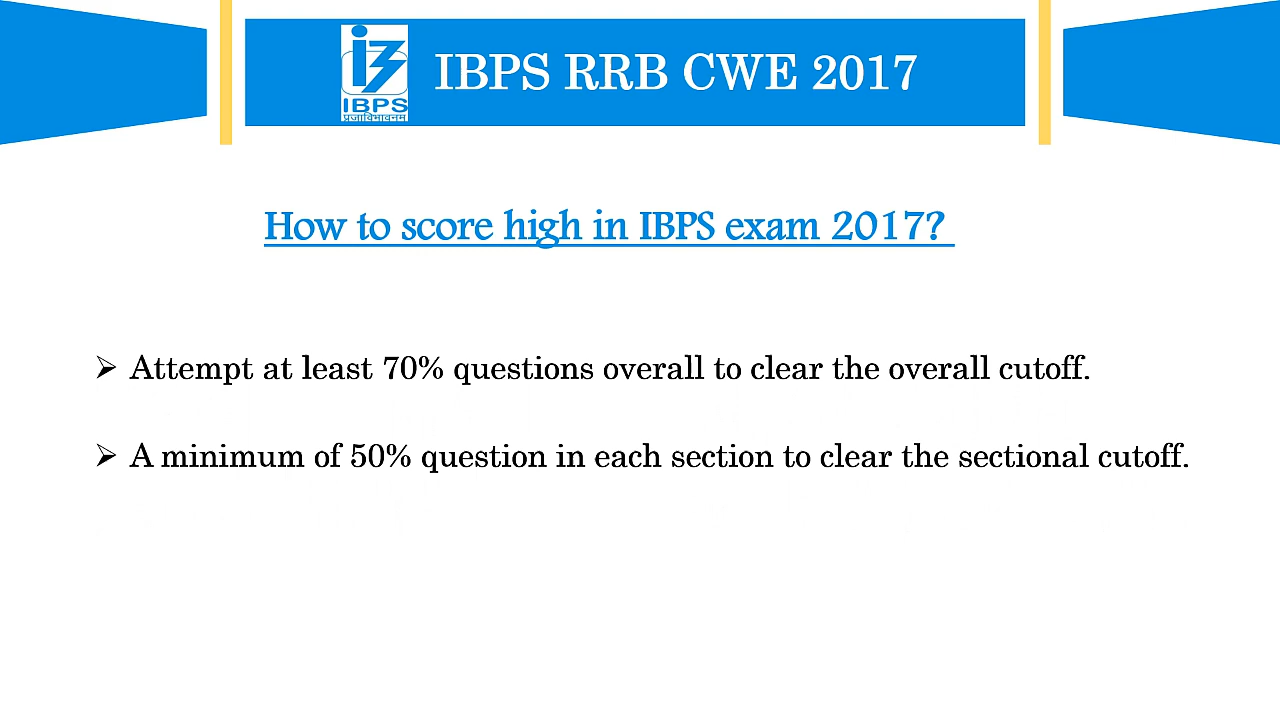 IBPS
प्रज्ञाविभावनम्
IBPS RRB CWE 2017
How to score high in IBPS exam 2017?
➢ Attempt at least 70% questions overall to clear the overall cutoff.
➢ A minimum of 50% question in each section to clear the sectional cutoff.